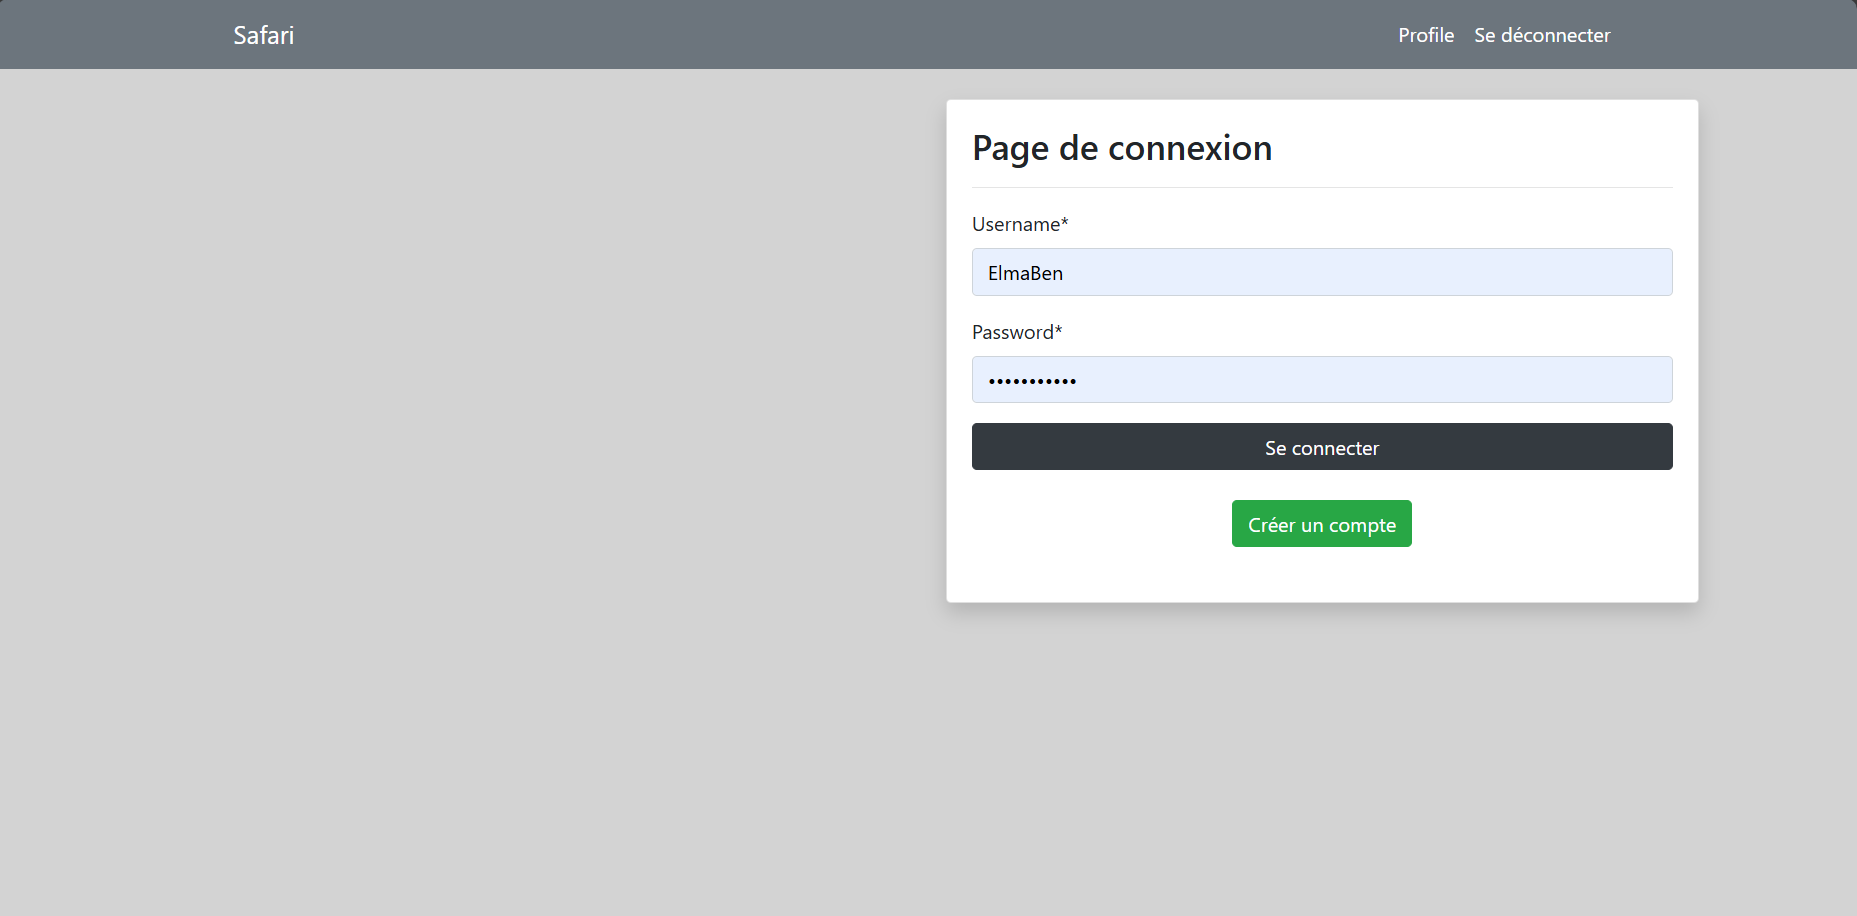 Safari
Profile Se déconnecter
Page de connexion
Username*
ElmaBen
Password*
•••••••••••
Se connecter
Créer un compte